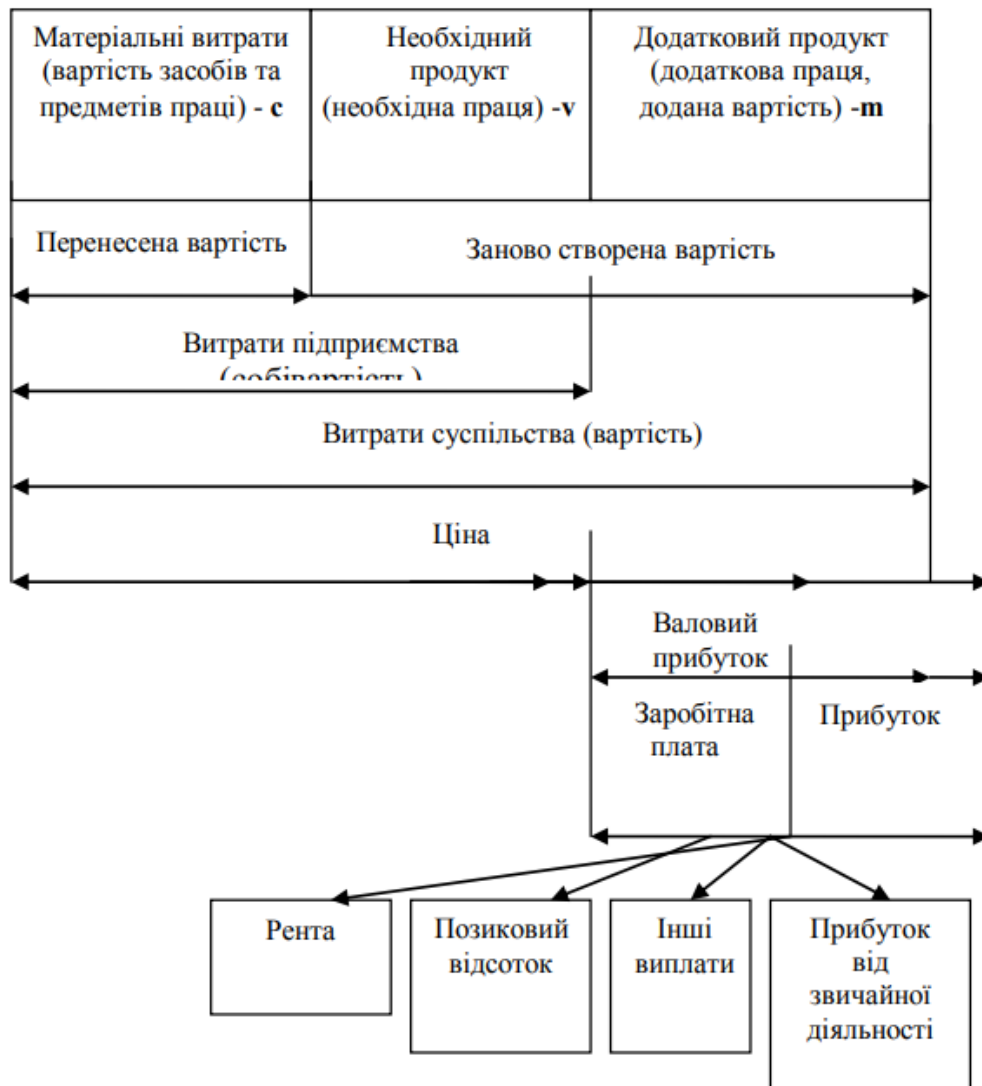 Матеріальні витрати
(вартість засобів та
предметів праці) - c
Необхідний
продукт
(необхідна праця) -v
Додатковий продукт
(додаткова праця,
додана вартість) -m
Перенесена вартість
Заново створена вартість
Витрати підприємства
(собівартість)
Витрати суспільства (вартість)
Ціна
Валовий
прибуток
Заробітна
плата
Прибуток
Рента
Позиковий
відсоток
Інші
виплати
Прибуток
від
звичайної
діяльності